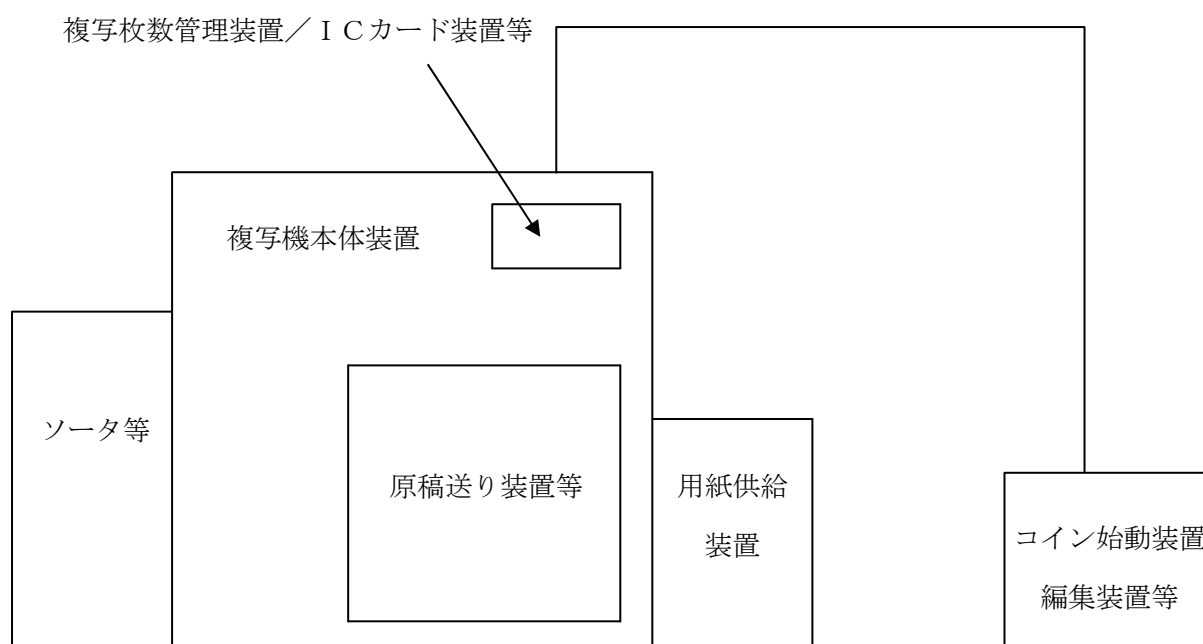 複写枚数管理装置／ＩＣカード装置等
複写機本体装置
ソータ等
原稿送り装置等
用紙供給
装置
コイン始動装置
編集装置等